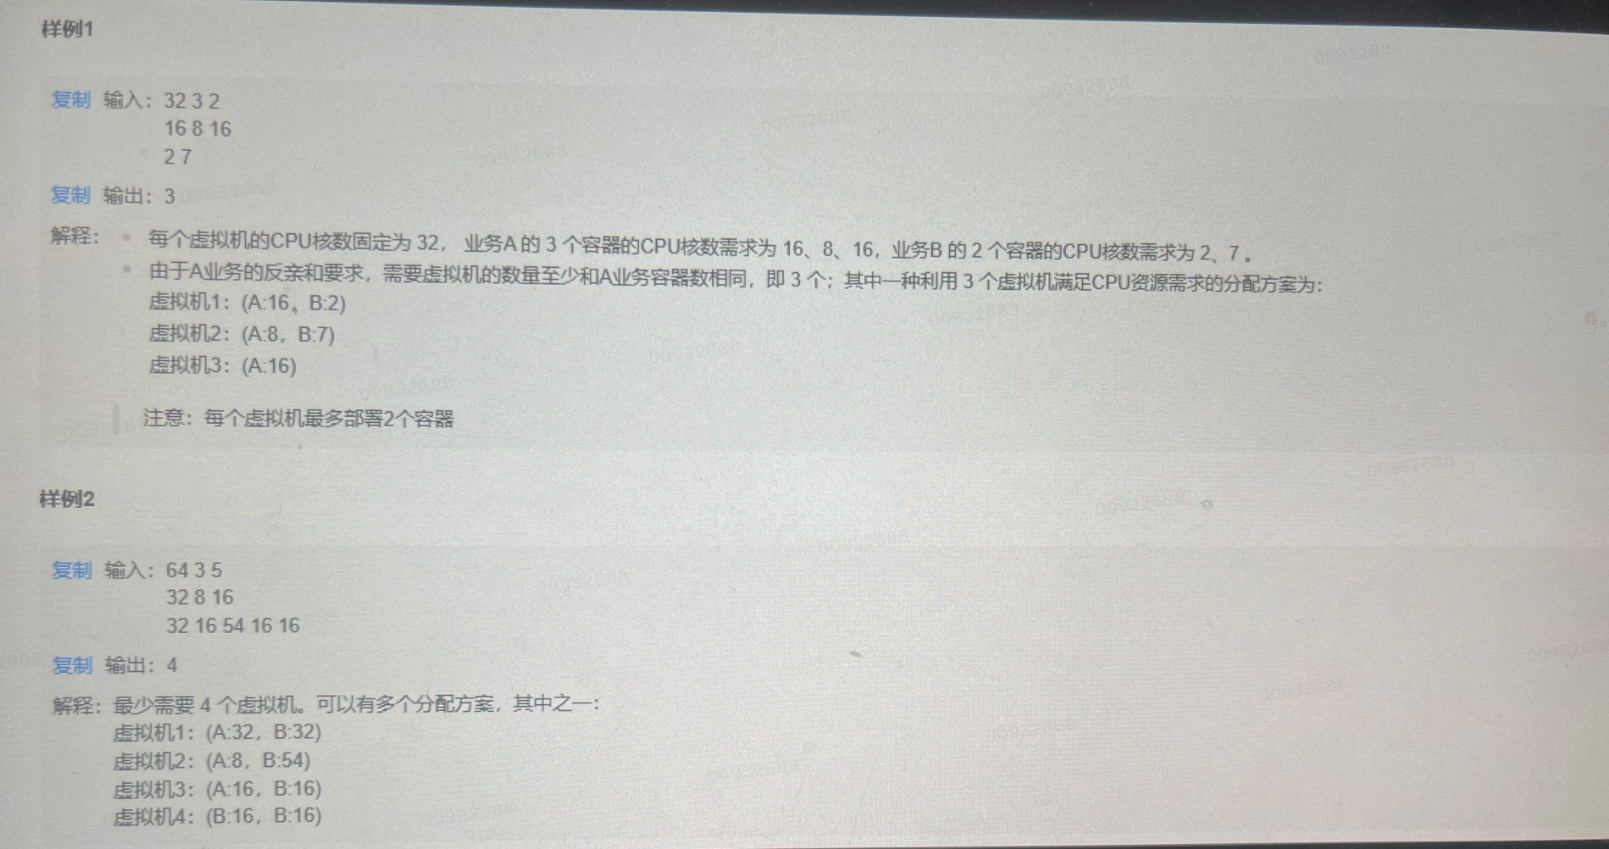 样例1
复制 输入：32 3 2
16 8 16
2 7
复制 输出：3
解释： • 每个虚拟机的CPU核数固定为 32， 业务A 的 3 个容器的CPU核数需求为 16、8、16，业务B 的 2 个容器的CPU核数需求为 2、7 。
• 由于A业务的反亲和要求，需要虚拟机的数量至少和A业务容器数相同，即 3 个；其中一种利用 3 个虚拟机满足CPU资源需求的分配方案为：
虚拟机1：(A:16，B:2)
虚拟机2：(A:8，B:7)
虚拟机3：(A:16)
注意：每个虚拟机最多部署2个容器
样例2
复制 输入：64 3 5
32 8 16
32 16 54 16 16
复制 输出：4
解释：最少需要 4 个虚拟机。可以有多个分配方案，其中之一：
虚拟机1：(A:32，B:32)
虚拟机2：(A:8，B:54)
虚拟机3：(A:16，B:16)
虚拟机4：(B:16，B:16)